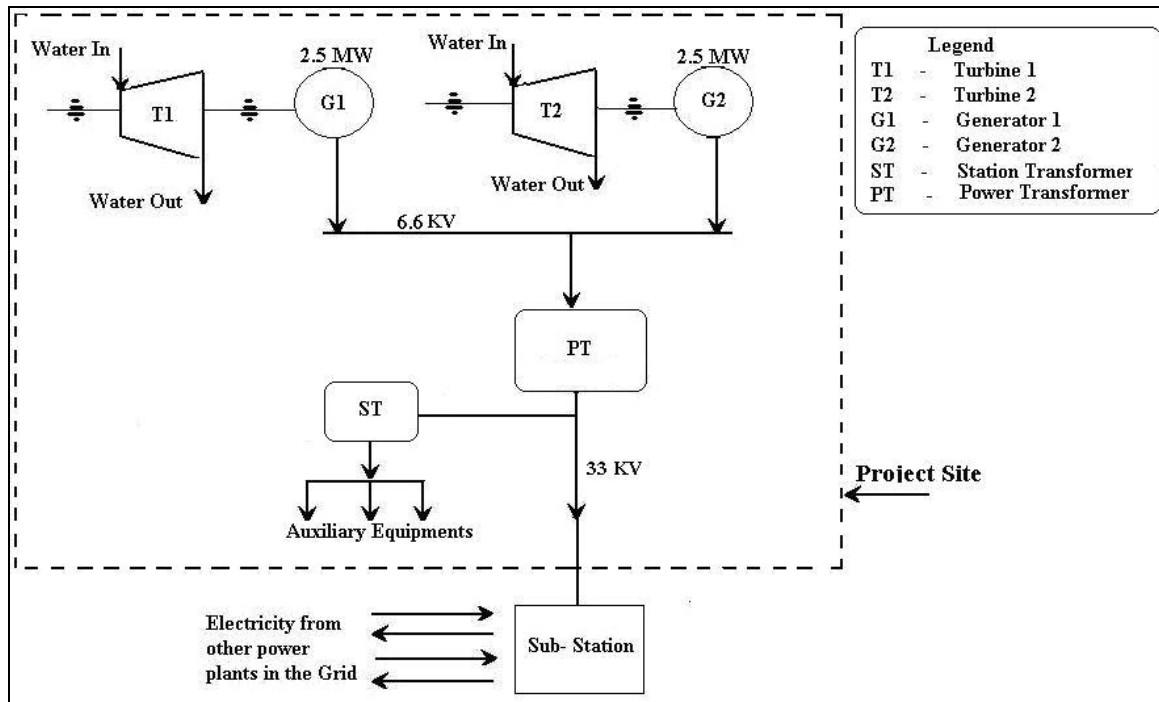 Water In
2.5 MW
T1
G1
Water Out
Water In
2.5 MW
T2
G2
Water Out
Legend
T1 - Turbine 1
T2 - Turbine 2
G1 - Generator 1
G2 - Generator 2
ST - Station Transformer
PT - Power Transformer
6.6 KV
PT
ST
33 KV
Auxiliary Equipments
Project Site
Electricity from
other power
plants in the Grid
Sub- Station